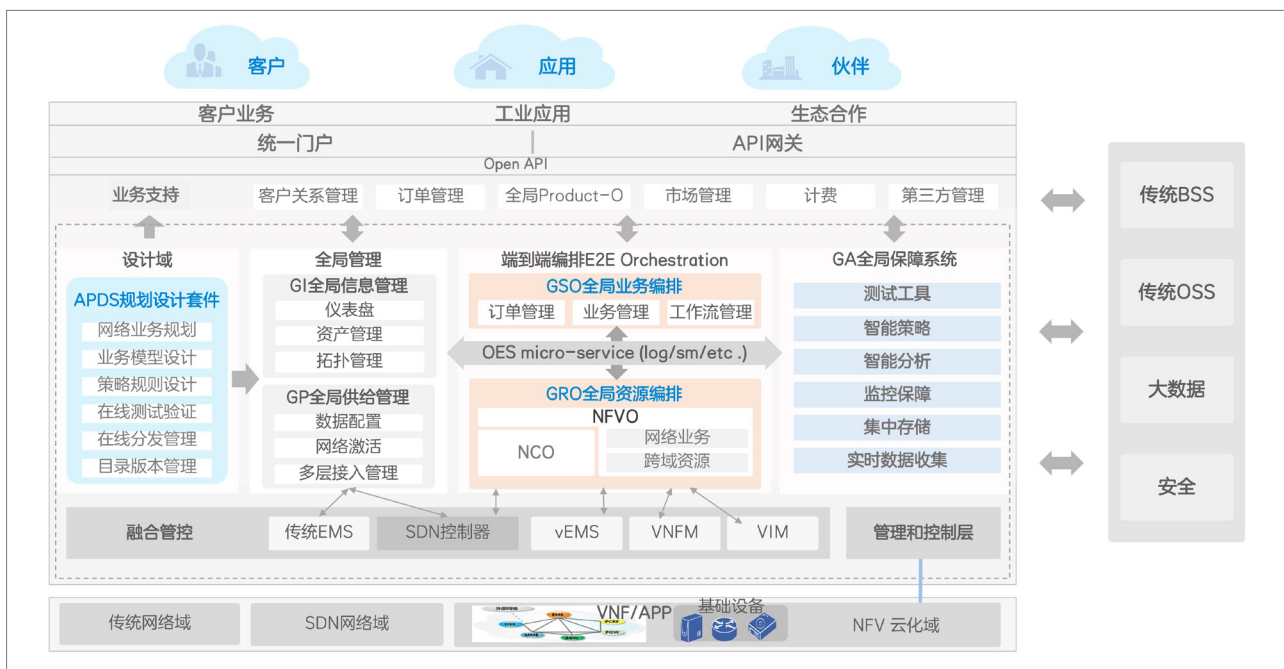 客户
应用
伙伴
客户业务
工业应用
生态合作
统一门户
API网关
Open API
业务支持
客户关系管理
订单管理
全局Product-O
市场管理
计费
第三方管理
设计域
APDS规划设计套件
网络业务规划
业务模型设计
策略规则设计
在线测试验证
在线分发管理
目录版本管理
全局管理
GI全局信息管理
仪表盘
资产管理
拓扑管理
GP全局供给管理
数据配置
网络激活
多层接入管理
端到端编排E2E Orchestration
GSO全局业务编排
订单管理
业务管理
工作流管理
OES micro-service (log/sm/etc .)
GRO全局资源编排
NFVO
NCO
网络业务
跨域资源
GA全局保障系统
测试工具
智能策略
智能分析
监控保障
集中存储
实时数据收集
融合管控
传统EMS
SDN控制器
vEMS
VNFM
VIM
管理和控制层
传统网络域
SDN网络域
VNF/APP
HSS
MME
SGW
PGW
PCRF
基础设备
NFV 云化域
传统BSS
传统OSS
大数据
安全